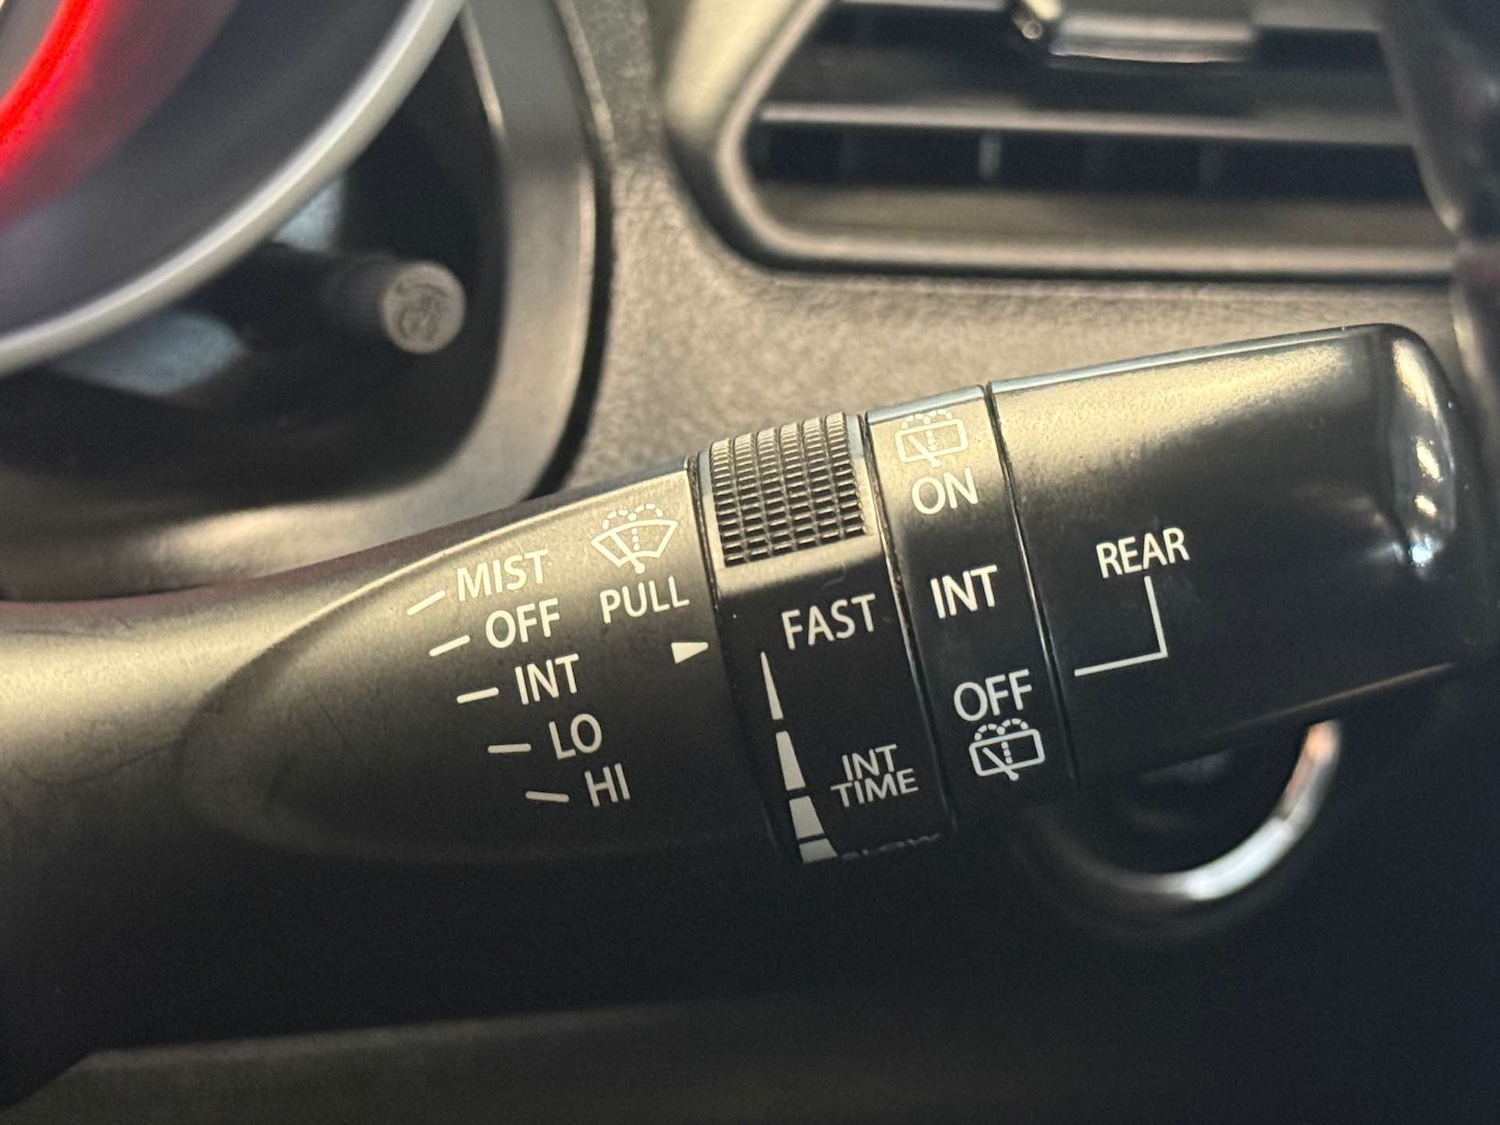 MIST
OFF
INT
LO
HI
PULL
FAST
INT
TIME
ON
INT
OFF
REAR